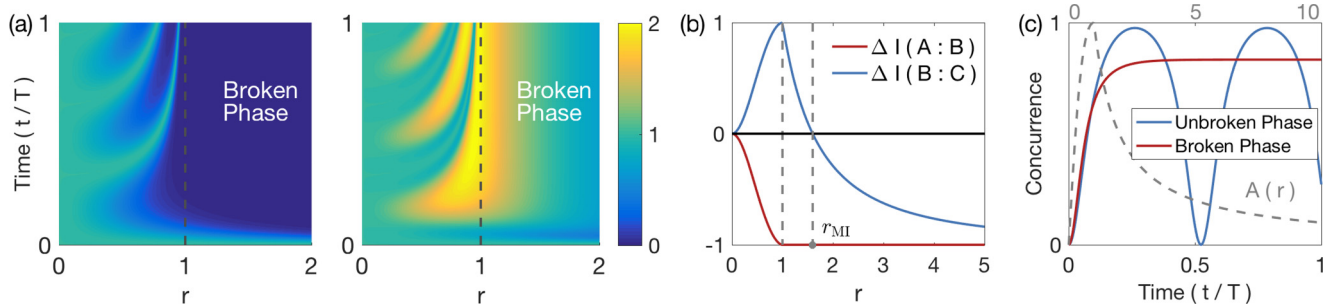 (a)
1
Time ( t / T )
0
0
1
2
r
Broken
Phase
1
0
0
1
2
r
Broken
Phase
2
1
0
(b)
1
0
-1
0
1
2
3
4
5
r
Δ I ( A : B )
Δ I ( B : C )
r_MI
(c)
0
5
10
1
Concurrence
0
0
0.5
1
Time ( t / T )
Unbroken Phase
Broken Phase
A ( r )